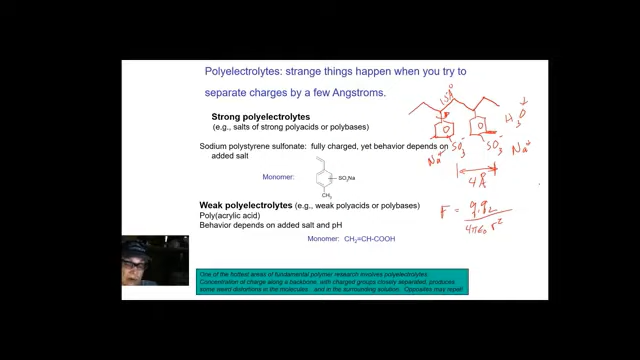 Polyelectrolytes: strange things happen when you try to
separate charges by a few Angstroms.
Strong polyelectrolytes
(e.g., salts of strong polyacids or polybases)
Sodium polystyrene sulfonate: fully charged, yet behavior depends on
added salt
Monomer:
SO₃Na
CH₃
Weak polyelectrolytes (e.g., weak polyacids or polybases)
Poly(acrylic acid)
Behavior depends on added salt and pH
Monomer: CH₂=CH-COOH
One of the hottest areas of fundamental polymer research involves polyelectrolytes.
Concentration of charge along a backbone, with charged groups closely separated, produces
some weird distortions in the molecules and in the surrounding solution. Opposites may repel!
1.5 Å
H₃O⁺
SO₃⁻ SO₃⁻
Na⁺ Na⁺
4 Å
F = q₁q₂ / 4πε₀ r²